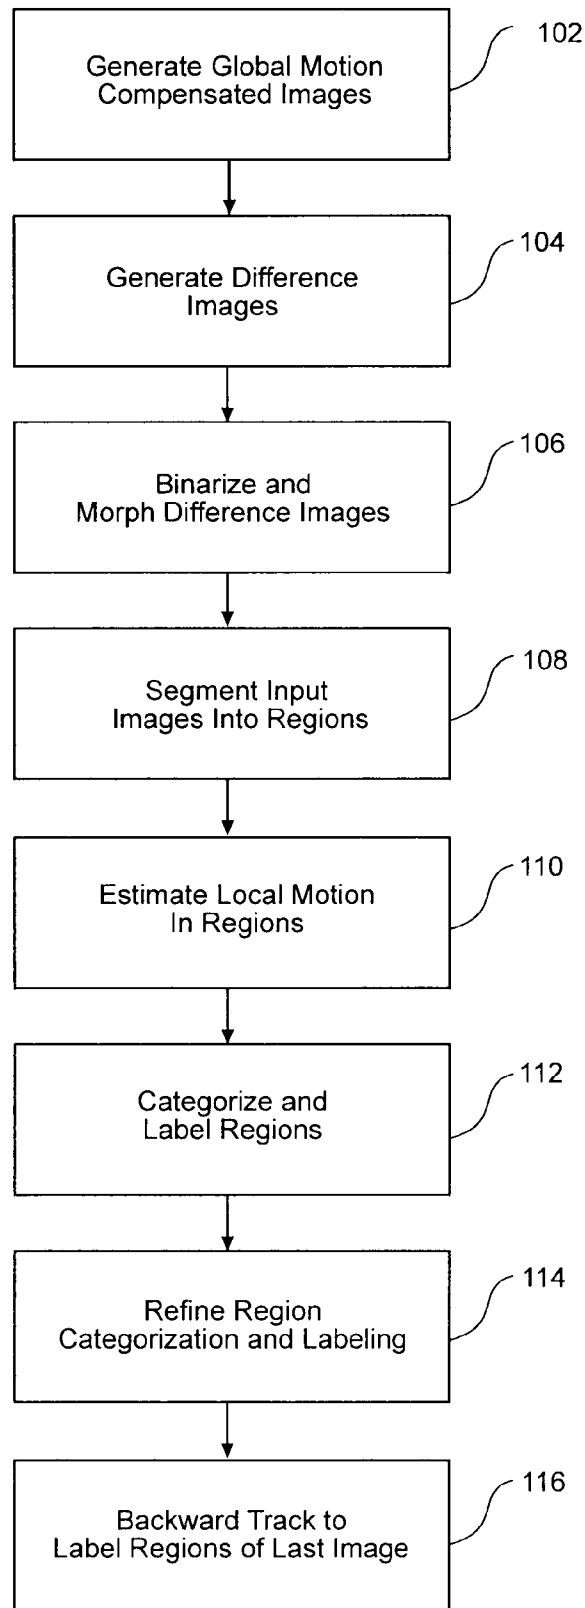 102
Generate Global Motion
Compensated Images
104
Generate Difference
Images
106
Binarize and
Morph Difference Images
108
Segment Input
Images Into Regions
110
Estimate Local Motion
In Regions
112
Categorize and
Label Regions
114
Refine Region
Categorization and Labeling
116
Backward Track to
Label Regions of Last Image